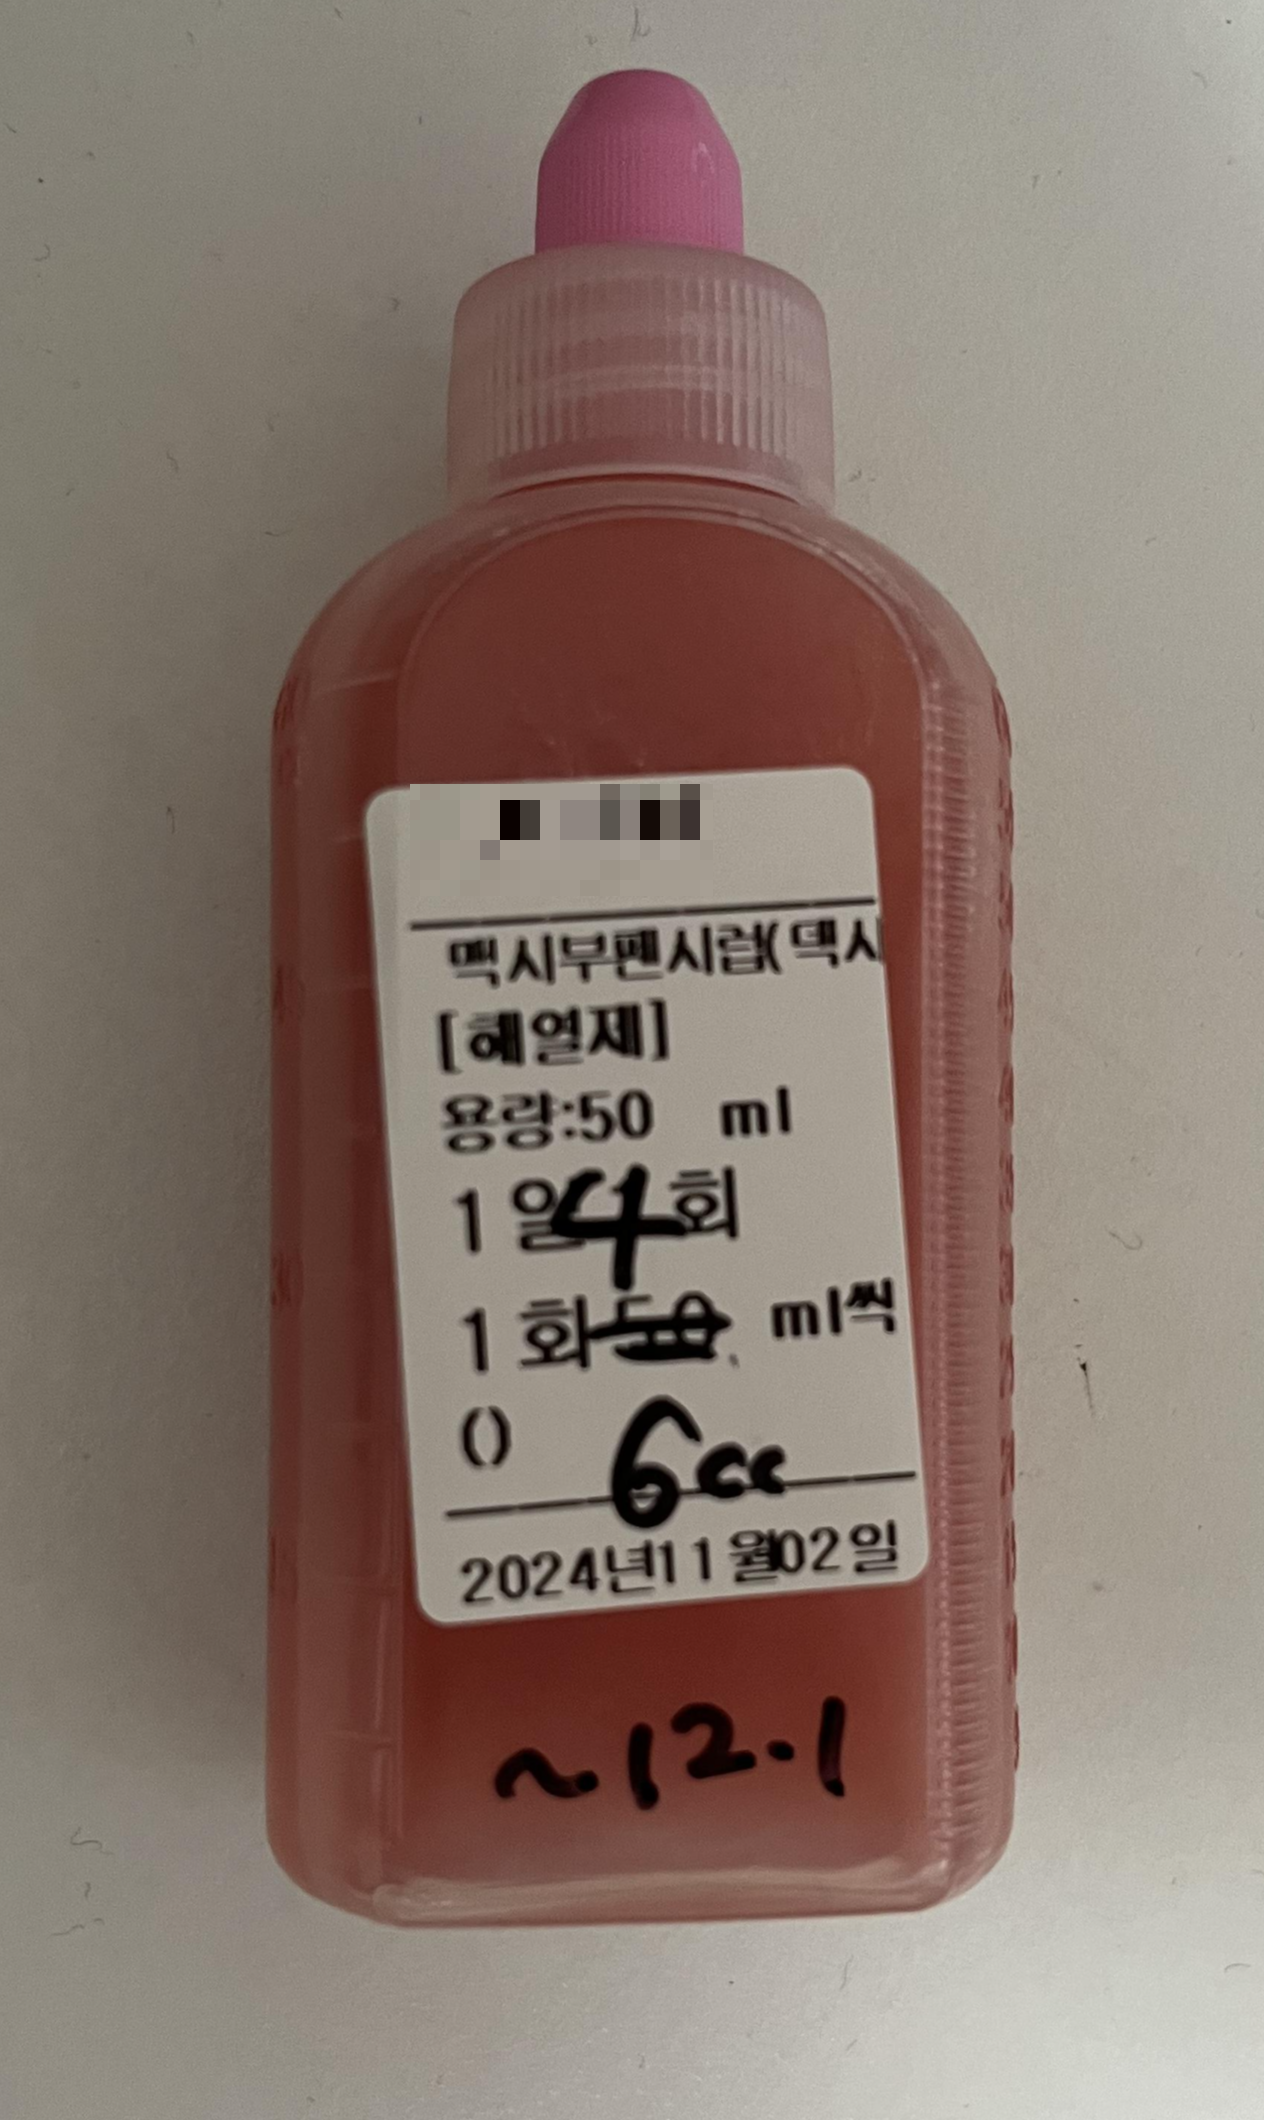 맥시부펜시럽(덱시
[해열제]
용량:50 ml
1일4회
1회 ml씩
() 6cc
2024년11월02일
~12.1